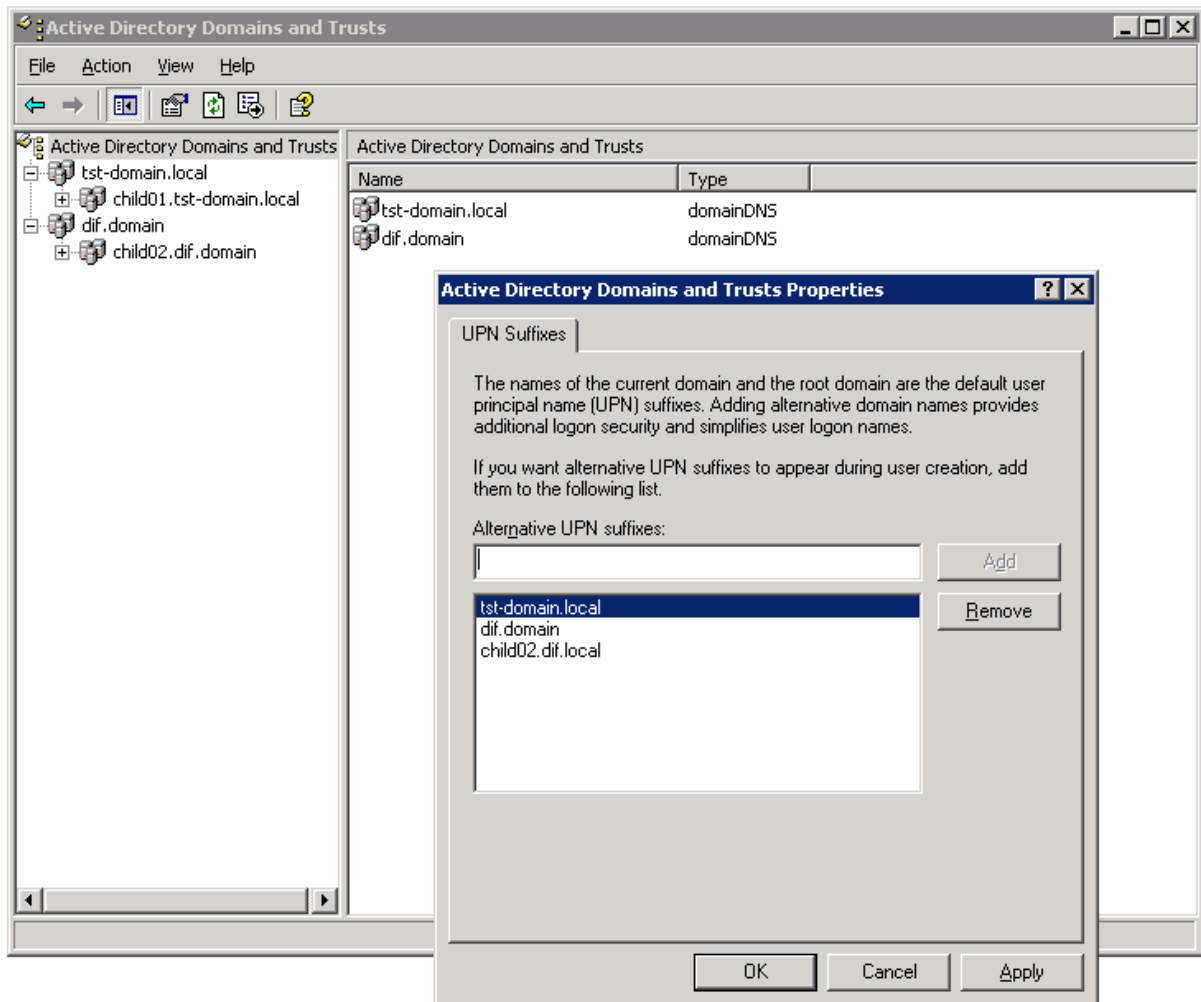 Active Directory Domains and Trusts
File Action View Help
Active Directory Domains and Trusts
tst-domain.local
child01.tst-domain.local
dif.domain
child02.dif.domain
Active Directory Domains and Trusts
Name Type
tst-domain.local domainDNS
dif.domain domainDNS
Active Directory Domains and Trusts Properties
UPN Suffixes
The names of the current domain and the root domain are the default user
principal name (UPN) suffixes. Adding alternative domain names provides
additional logon security and simplifies user logon names.
If you want alternative UPN suffixes to appear during user creation, add
them to the following list.
Alternative UPN suffixes:
Add
tst-domain.local
dif.domain
child02.dif.local
Remove
OK Cancel Apply